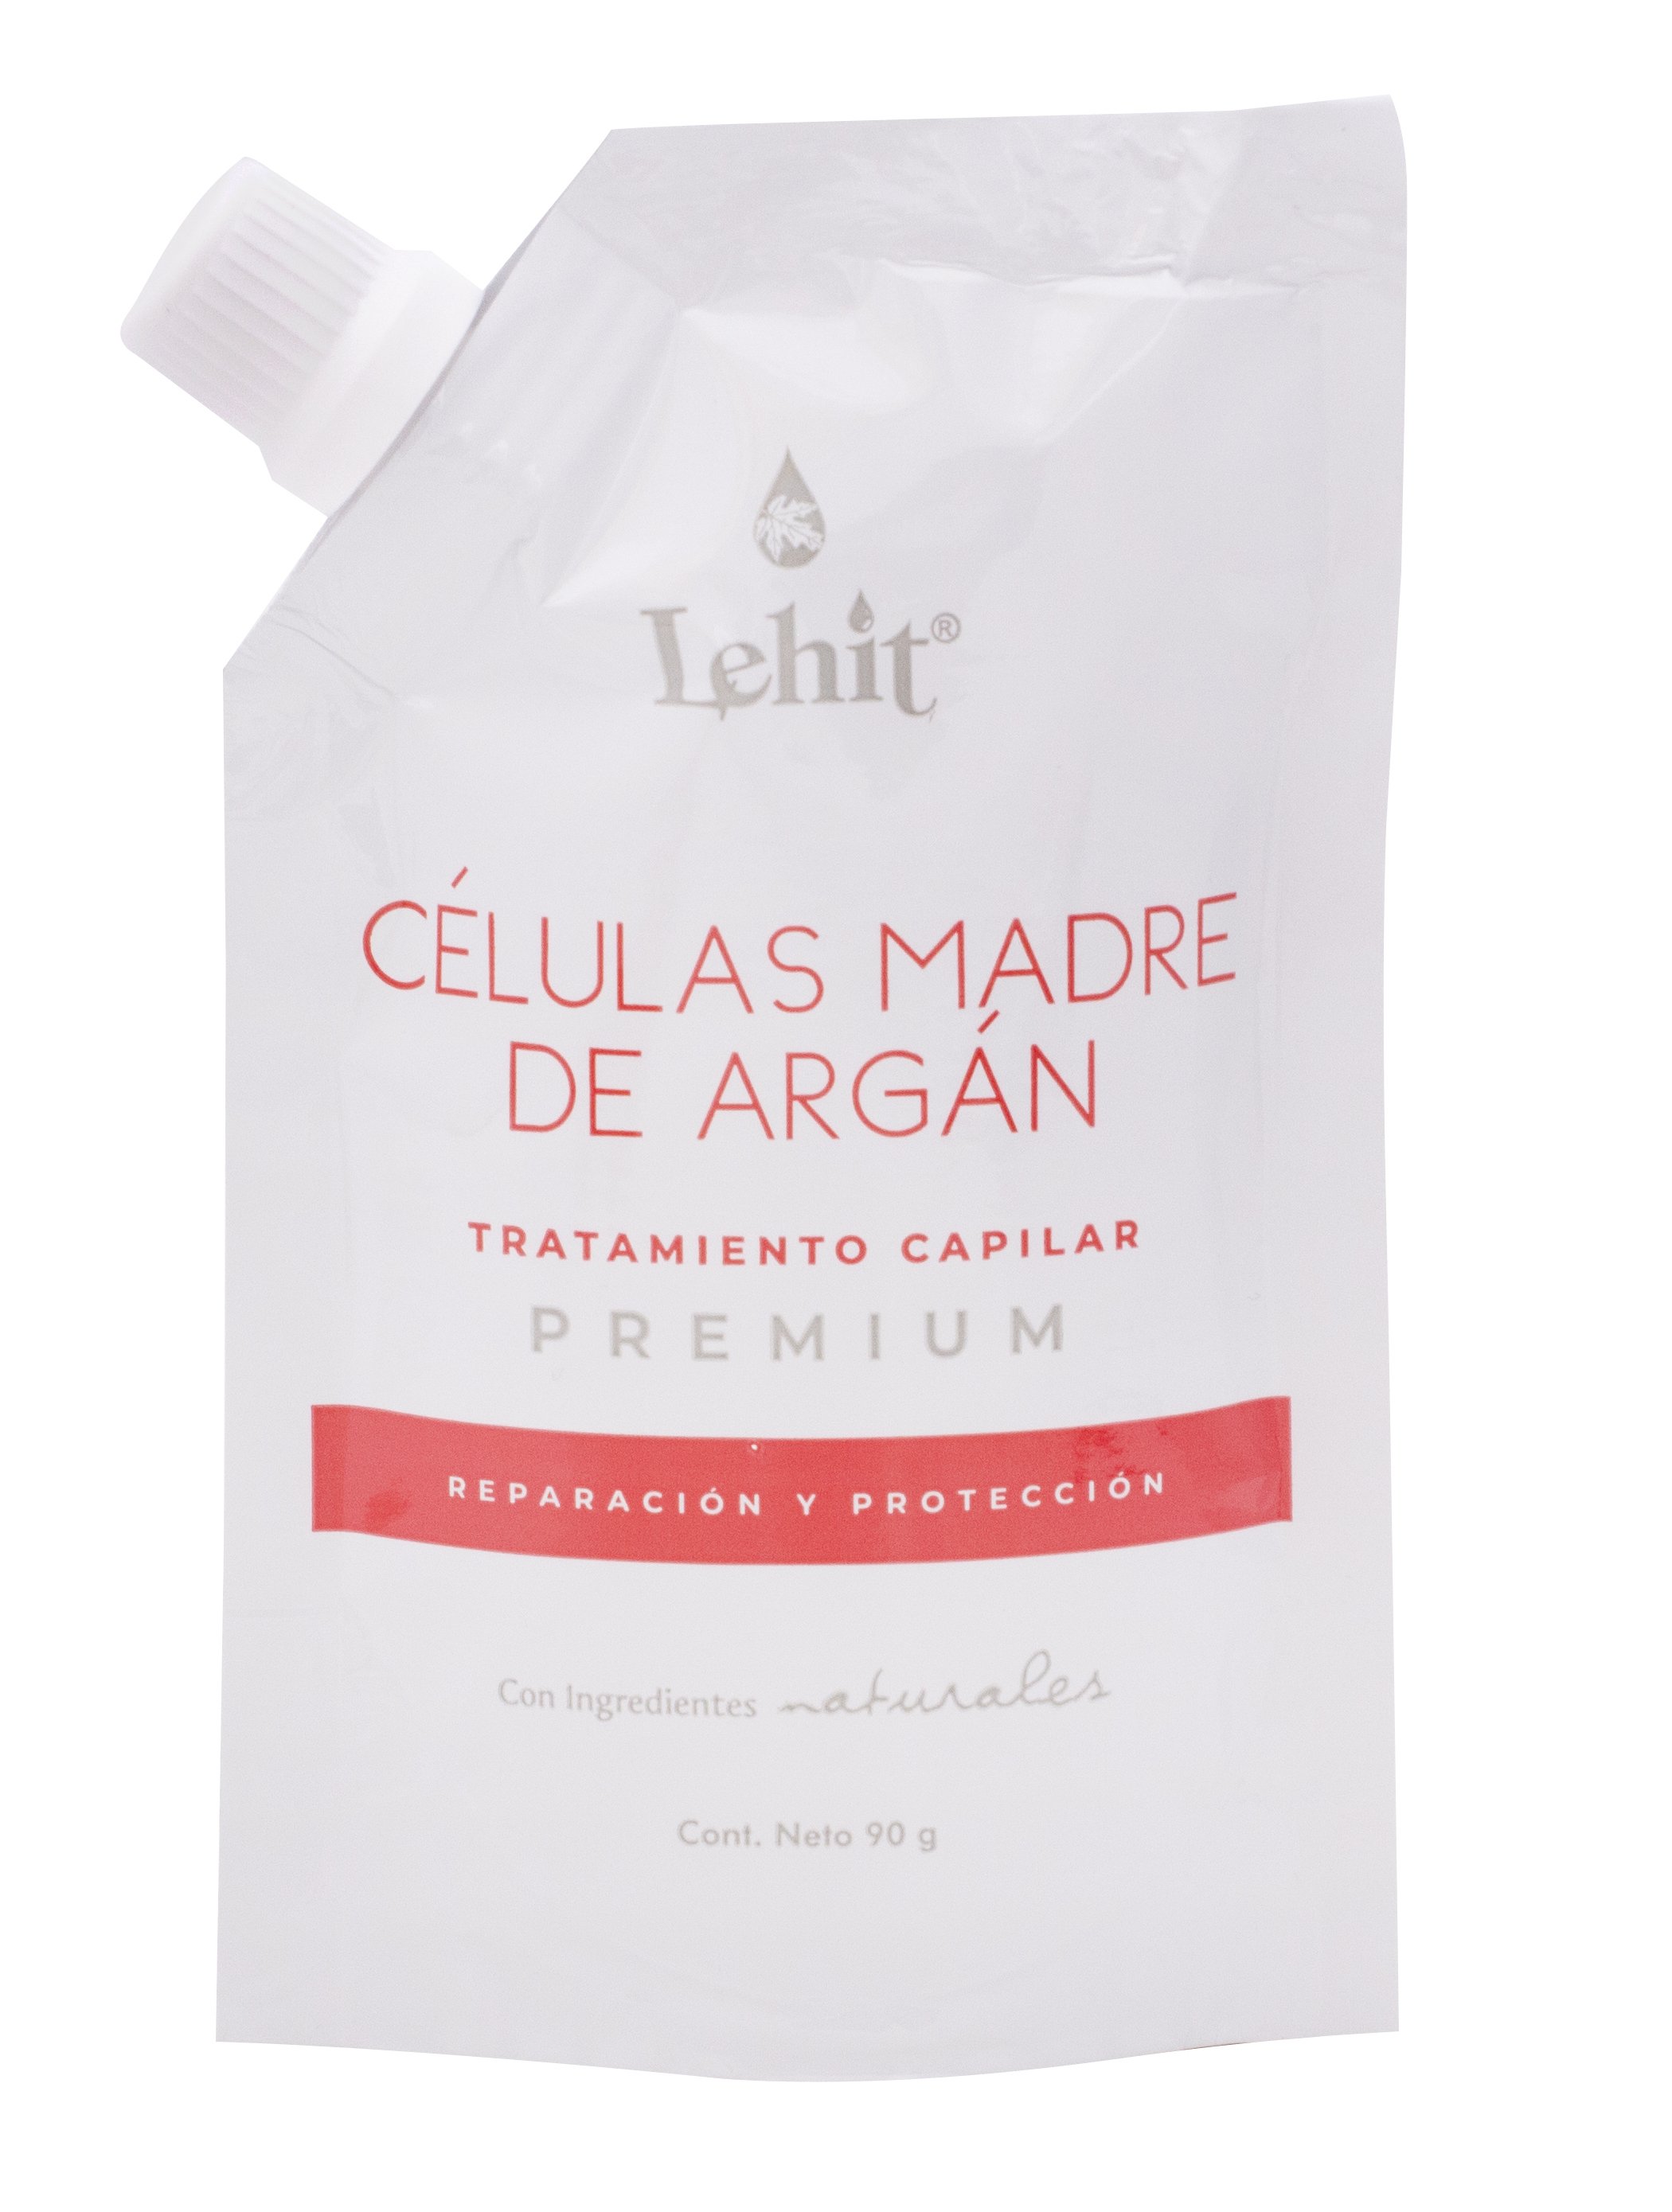 Lehit®
CÉLULAS MADRE
DE ARGÁN
TRATAMIENTO CAPILAR
PREMIUM
REPARACIÓN Y PROTECCIÓN
Con Ingredientes naturales
Cont. Neto 90 g